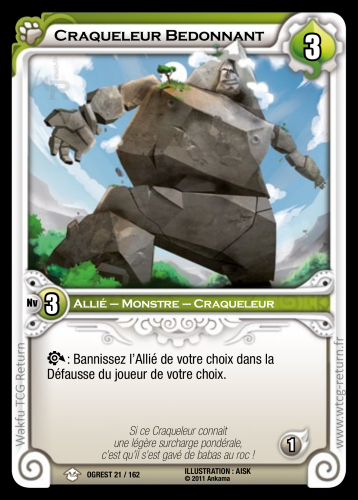 CRAQUELEUR BEDONNANT
3
Nv 3 ALLIÉ – MONSTRE – CRAQUELEUR
: Bannissez l'Allié de votre choix dans la
Défausse du joueur de votre choix.
Si ce Craqueleur connait
une légère surcharge pondérale,
c'est qu'il s'est gavé de babas au roc !
1
OGREST 21 / 162
ILLUSTRATION : AISK
© 2011 Ankama
Wakfu TCG Return
www.wtcg-return.fr